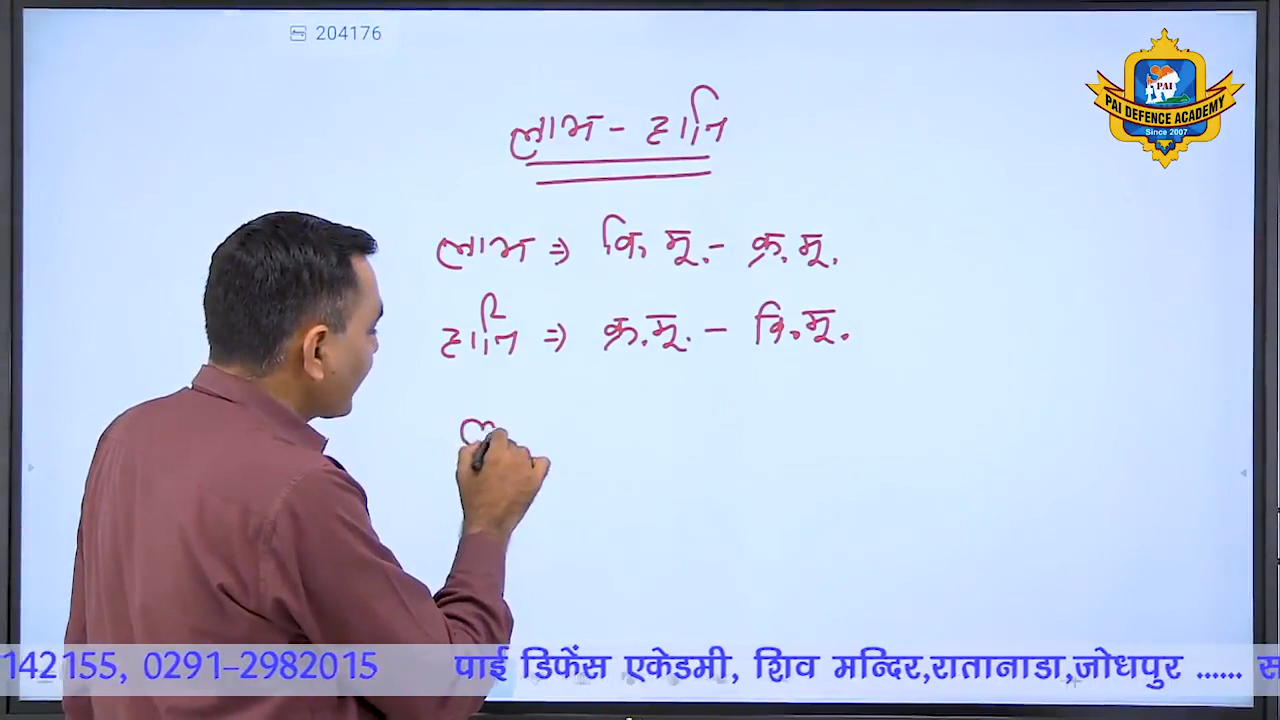 204176
PAI
PAI DEFENCE ACADEMY
Since 2007
लाभ - हानि
लाभ ⇒ वि. मू. - क्र. मू.
हानि ⇒ क्र. मू. - वि. मू.
142155, 0291-2982015 पाई डिफेंस एकेडमी, शिव मन्दिर,रातानाडा,जोधपुर ......